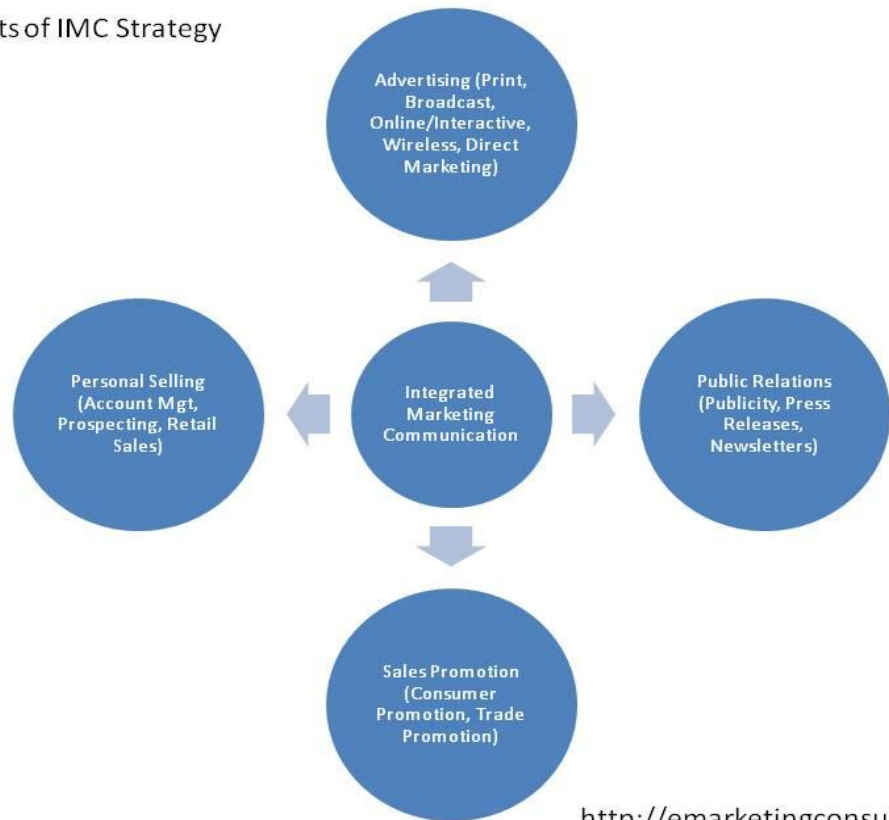 of IMC Strategy
Advertising (Print,
Broadcast,
Online/Interactive,
Wireless, Direct
Marketing)
Personal Selling
(Account Mgt,
Prospecting, Retail
Sales)
Integrated
Marketing
Communication
Public Relations
(Publicity, Press
Releases,
Newsletters)
Sales Promotion
(Consumer
Promotion, Trade
Promotion)